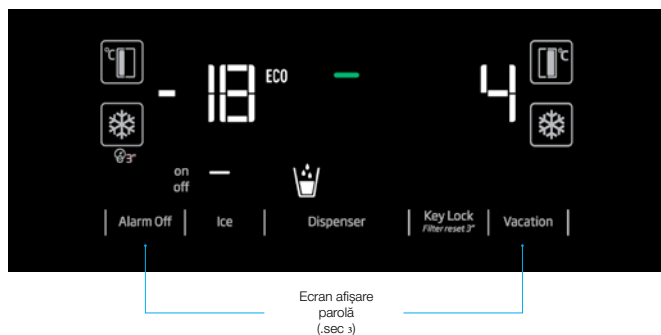 °C
°C
- 18 ECO
4
3"
on
off
Alarm Off
Ice
Dispenser
Key Lock
Filter reset 3"
Vacation
Ecran afișare
parolă
(.sec 3)